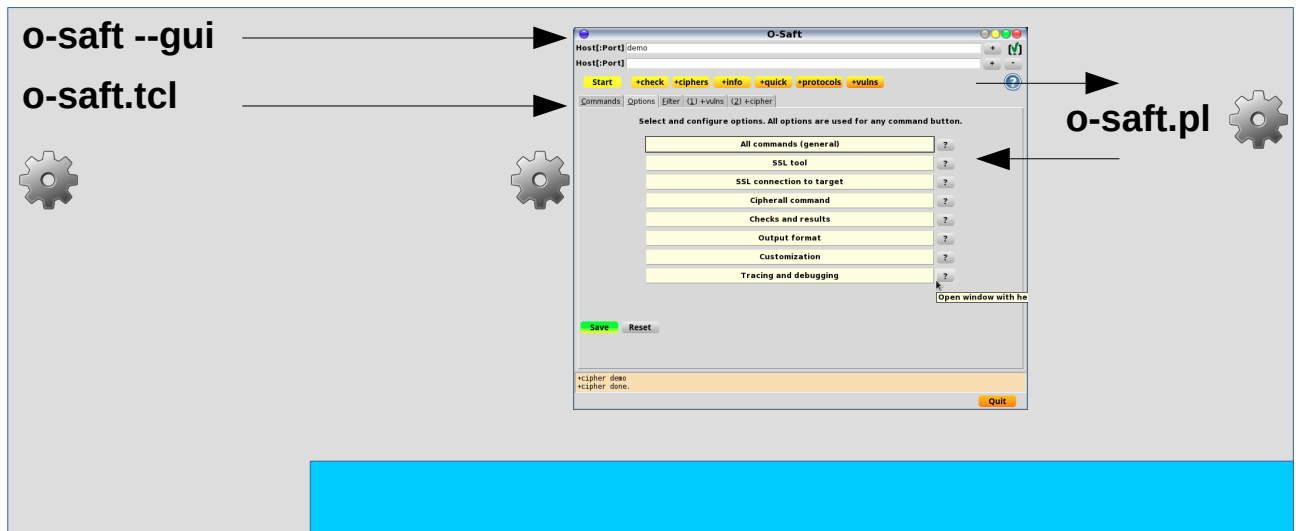 o-saft --gui
o-saft.tcl
O-Saft
Host[:Port] demo + [√]
Host[:Port] + -
Start +check +ciphers +info +quick +protocols +vulns ?
Commands Options Filter (1) +vulns (2) +cipher
Select and configure options. All options are used for any command button.
All commands (general) ?
SSL tool ?
SSL connection to target ?
Cipherall command ?
Checks and results ?
Output format ?
Customization ?
Tracing and debugging ?
Open window with he
Save Reset
+cipher demo
+cipher done.
Quit
o-saft.pl